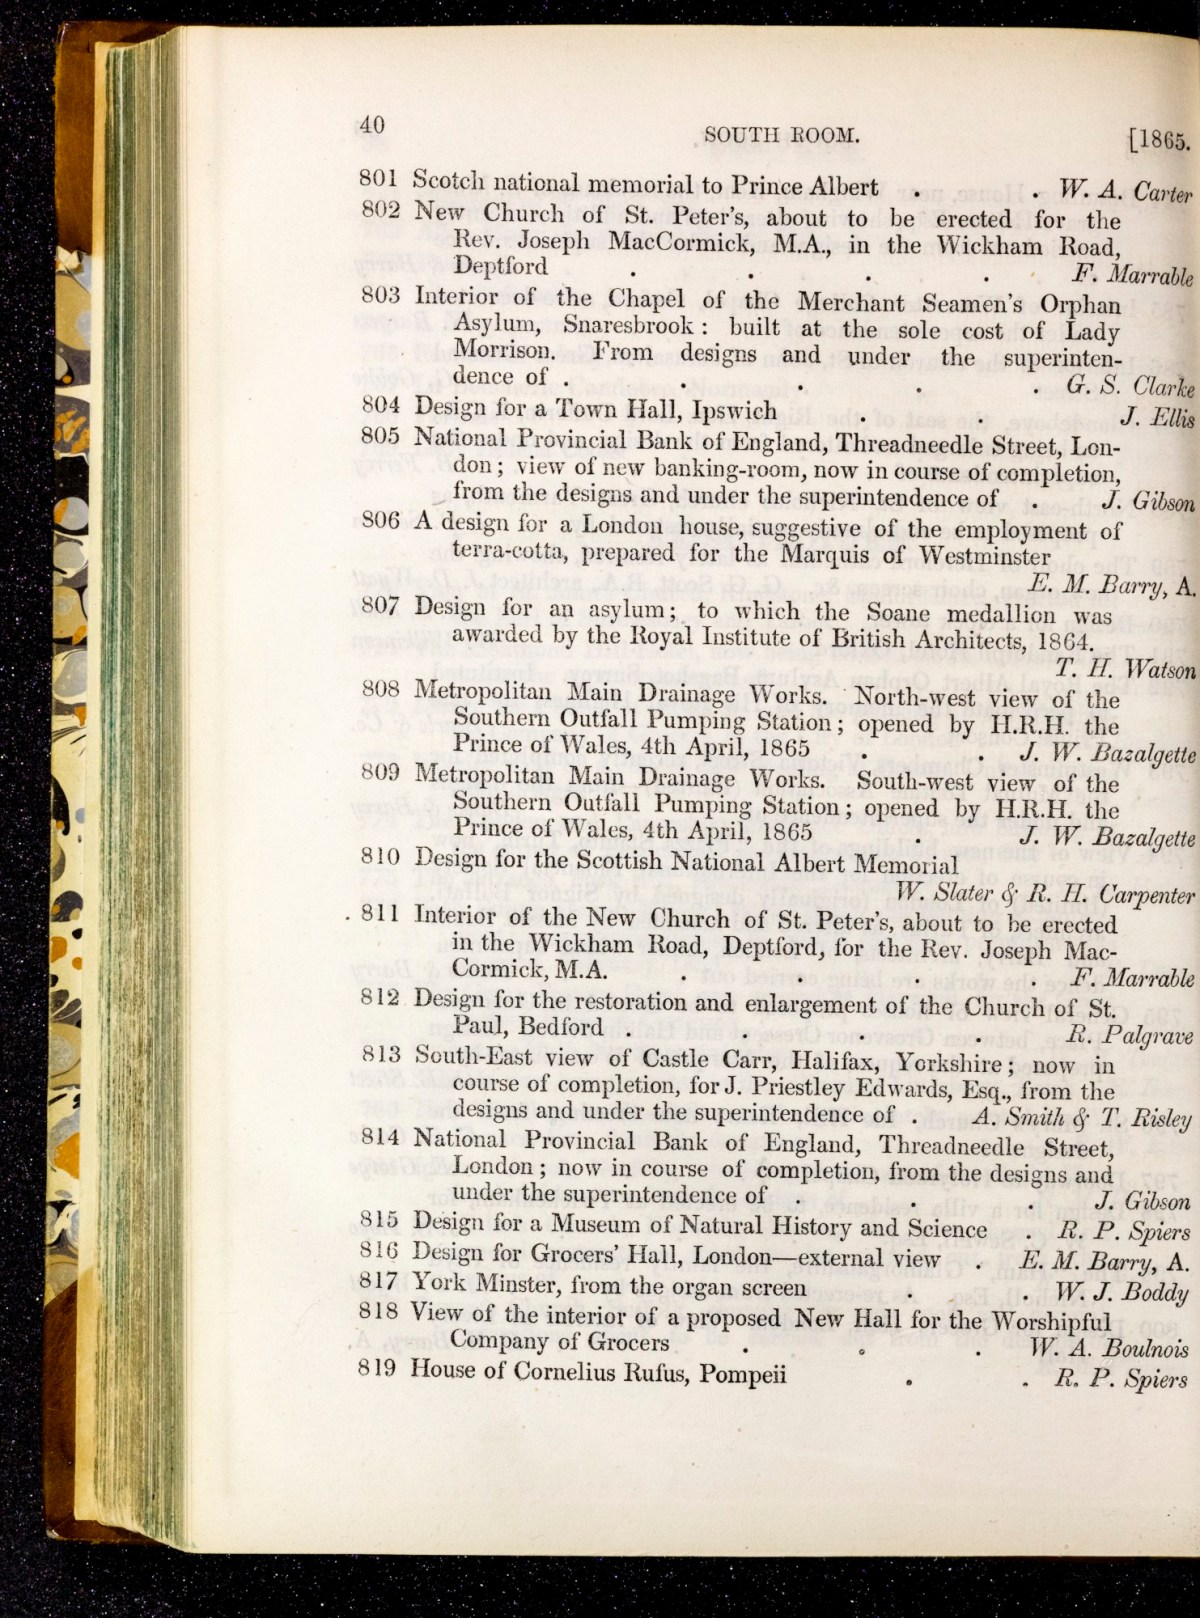 40 SOUTH ROOM. [1865.
801 Scotch national memorial to Prince Albert . . W. A. Carter
802 New Church of St. Peter's, about to be erected for the
Rev. Joseph MacCormick, M.A., in the Wickham Road,
Deptford . . . . F. Marrable
803 Interior of the Chapel of the Merchant Seamen's Orphan
Asylum, Snaresbrook: built at the sole cost of Lady
Morrison. From designs and under the superinten-
dence of . . . . . G. S. Clarke
804 Design for a Town Hall, Ipswich . . . J. Ellis
805 National Provincial Bank of England, Threadneedle Street, Lon-
don; view of new banking-room, now in course of completion,
from the designs and under the superintendence of . J. Gibson
806 A design for a London house, suggestive of the employment of
terra-cotta, prepared for the Marquis of Westminster
E. M. Barry, A.
807 Design for an asylum; to which the Soane medallion was
awarded by the Royal Institute of British Architects, 1864.
T. H. Watson
808 Metropolitan Main Drainage Works. North-west view of the
Southern Outfall Pumping Station; opened by H.R.H. the
Prince of Wales, 4th April, 1865 . . J. W. Bazalgette
809 Metropolitan Main Drainage Works. South-west view of the
Southern Outfall Pumping Station; opened by H.R.H. the
Prince of Wales, 4th April, 1865 . J. W. Bazalgette
810 Design for the Scottish National Albert Memorial
W. Slater & R. H. Carpenter
811 Interior of the New Church of St. Peter's, about to be erected
in the Wickham Road, Deptford, for the Rev. Joseph Mac-
Cormick, M.A. . . . . F. Marrable
812 Design for the restoration and enlargement of the Church of St.
Paul, Bedford . . . . R. Palgrave
813 South-East view of Castle Carr, Halifax, Yorkshire; now in
course of completion, for J. Priestley Edwards, Esq., from the
designs and under the superintendence of . A. Smith & T. Risley
814 National Provincial Bank of England, Threadneedle Street,
London; now in course of completion, from the designs and
under the superintendence of . . . J. Gibson
815 Design for a Museum of Natural History and Science . R. P. Spiers
816 Design for Grocers' Hall, London—external view . E. M. Barry, A.
817 York Minster, from the organ screen . . W. J. Boddy
818 View of the interior of a proposed New Hall for the Worshipful
Company of Grocers . . . W. A. Boulnois
819 House of Cornelius Rufus, Pompeii . . R. P. Spiers